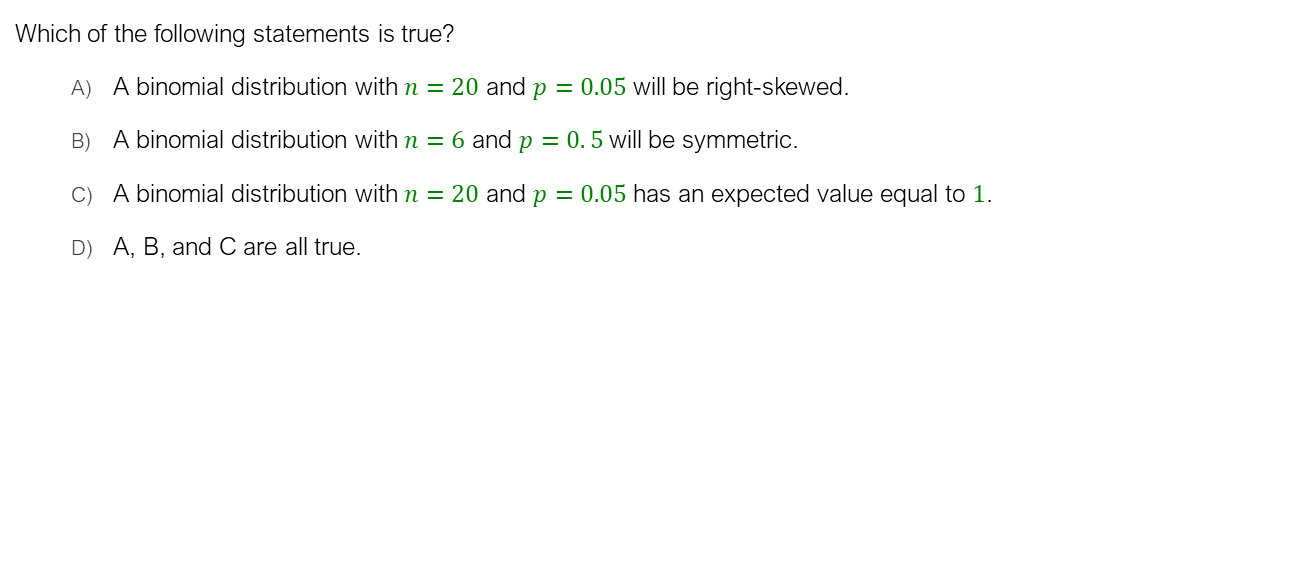 Which of the following statements is true?
A) A binomial distribution with n = 20 and p = 0.05 will be right-skewed.
B) A binomial distribution with n = 6 and p = 0. 5 will be symmetric.
C) A binomial distribution with n = 20 and p = 0.05 has an expected value equal to 1.
D) A, B, and C are all true.